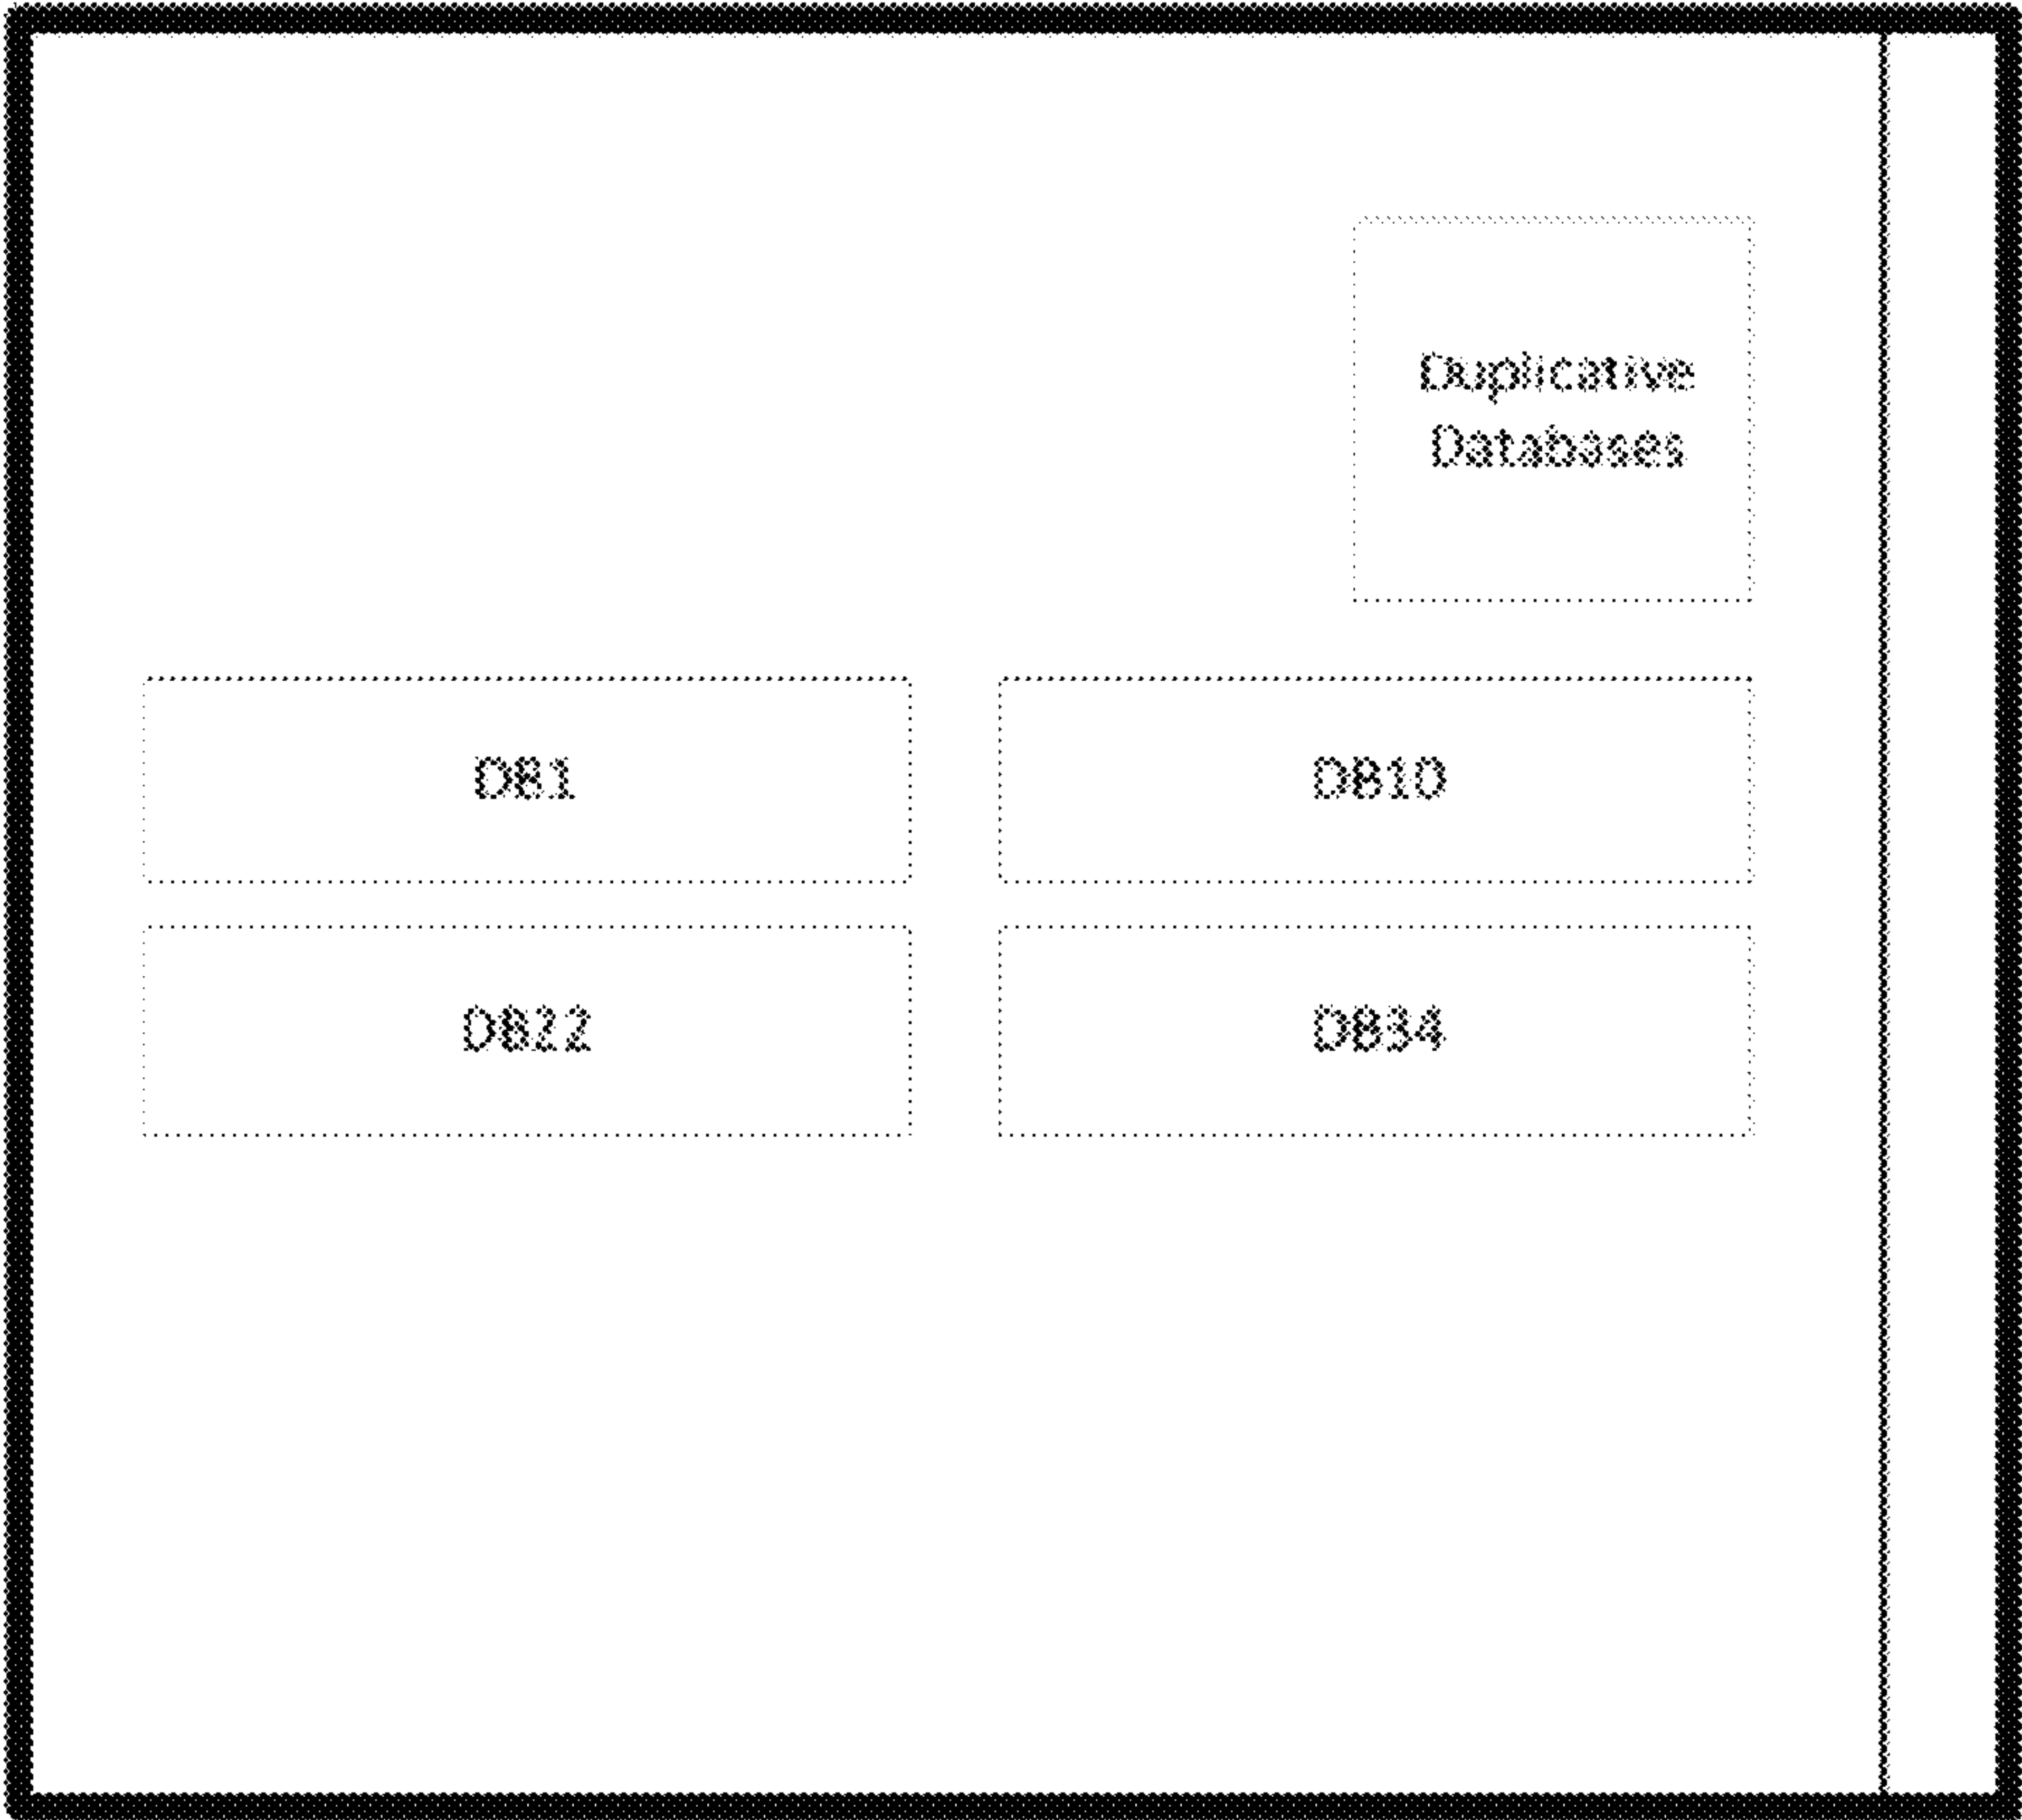 Duplicative
Databases
DB1
DB10
DB22
DB34